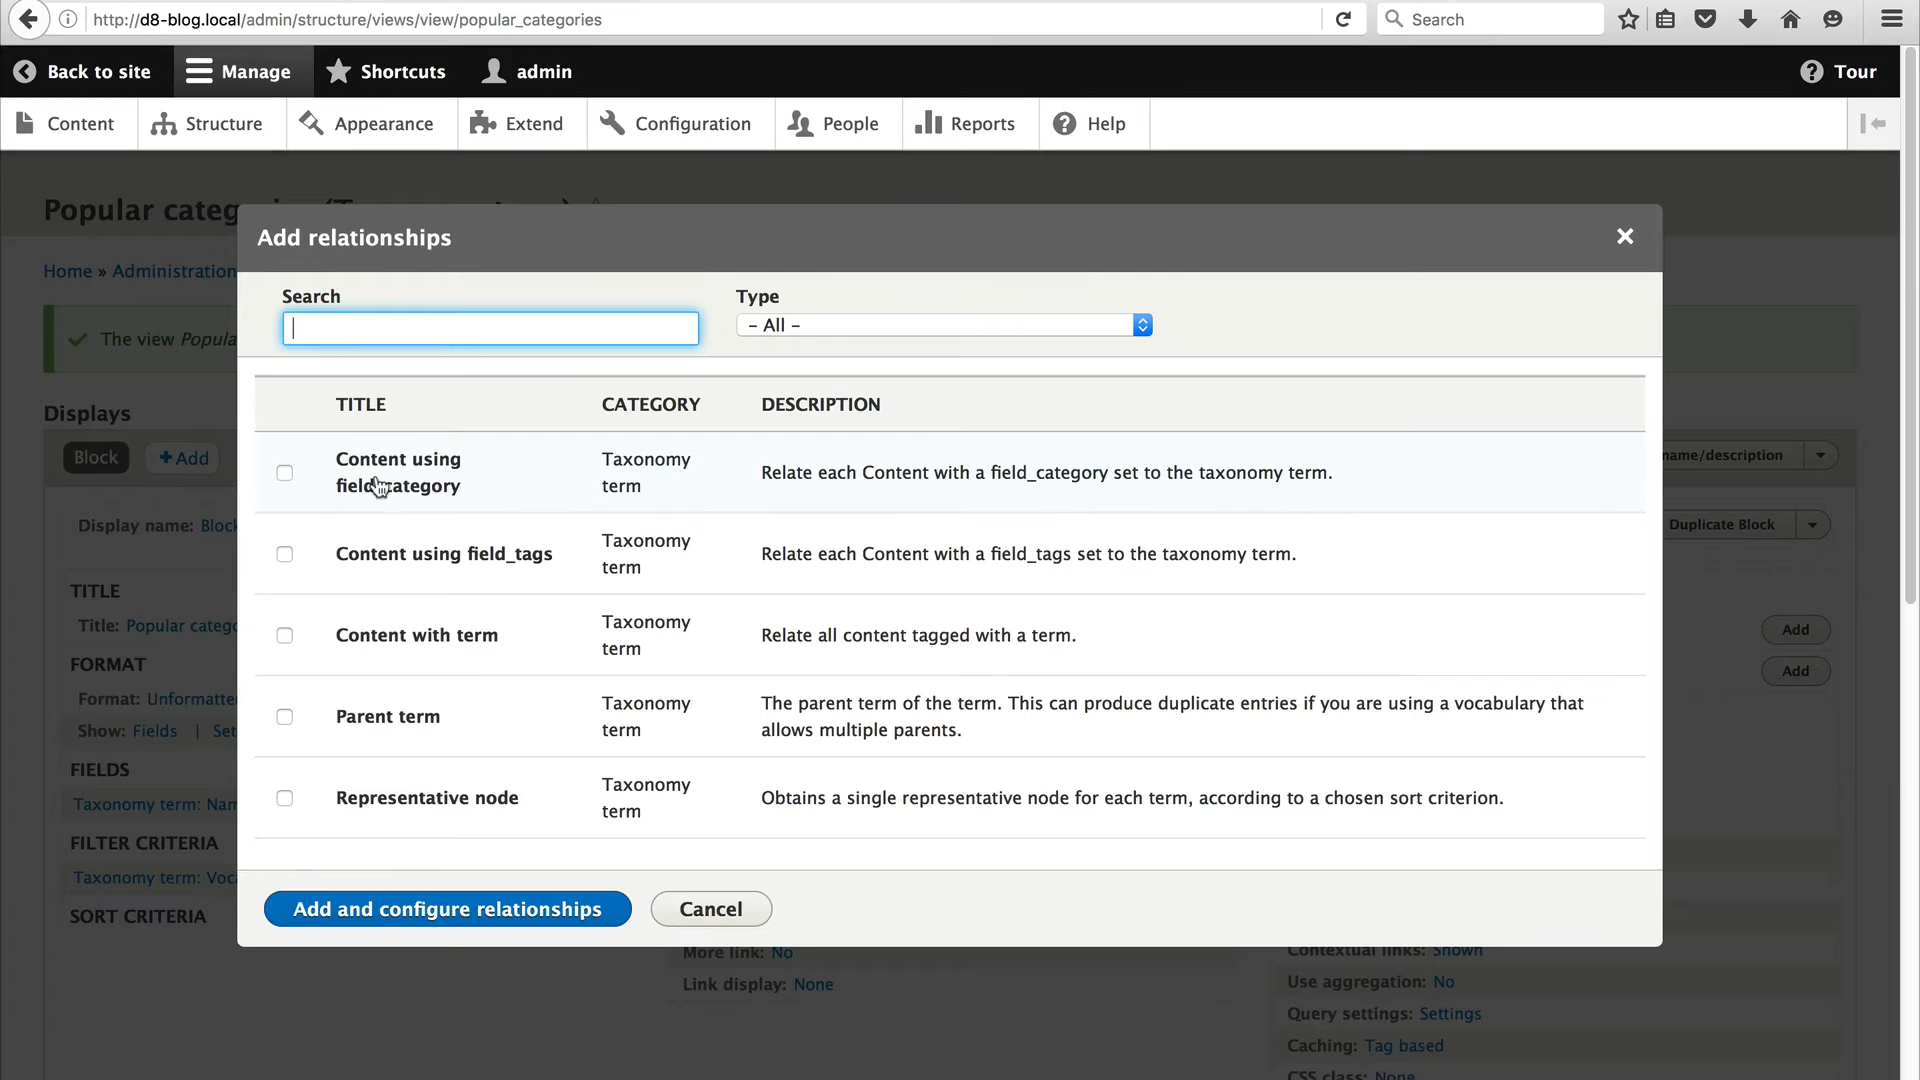 http://d8-blog.local/admin/structure/views/view/popular_categories
Search
Back to site
Manage
Shortcuts
admin
Tour
Content
Structure
Appearance
Extend
Configuration
People
Reports
Help
Popular
Home » Administration
The view Popula
Displays
Block
+ Add
name/description
Display name: Block
Duplicate Block
TITLE
Title: Popular catego
FORMAT
Format: Unformatted
Show: Fields | Set
FIELDS
Taxonomy term: Nam
FILTER CRITERIA
Taxonomy term: Voca
SORT CRITERIA
Add
Add
Add relationships
Search
Type
– All –
TITLE
CATEGORY
DESCRIPTION
Content using
field_category
Taxonomy
term
Relate each Content with a field_category set to the taxonomy term.
Content using field_tags
Taxonomy
term
Relate each Content with a field_tags set to the taxonomy term.
Content with term
Taxonomy
term
Relate all content tagged with a term.
Parent term
Taxonomy
term
The parent term of the term. This can produce duplicate entries if you are using a vocabulary that
allows multiple parents.
Representative node
Taxonomy
term
Obtains a single representative node for each term, according to a chosen sort criterion.
Add and configure relationships
Cancel
More link: No
Link display: None
Contextual links: Shown
Use aggregation: No
Query settings: Settings
Caching: Tag based
CSS class: None